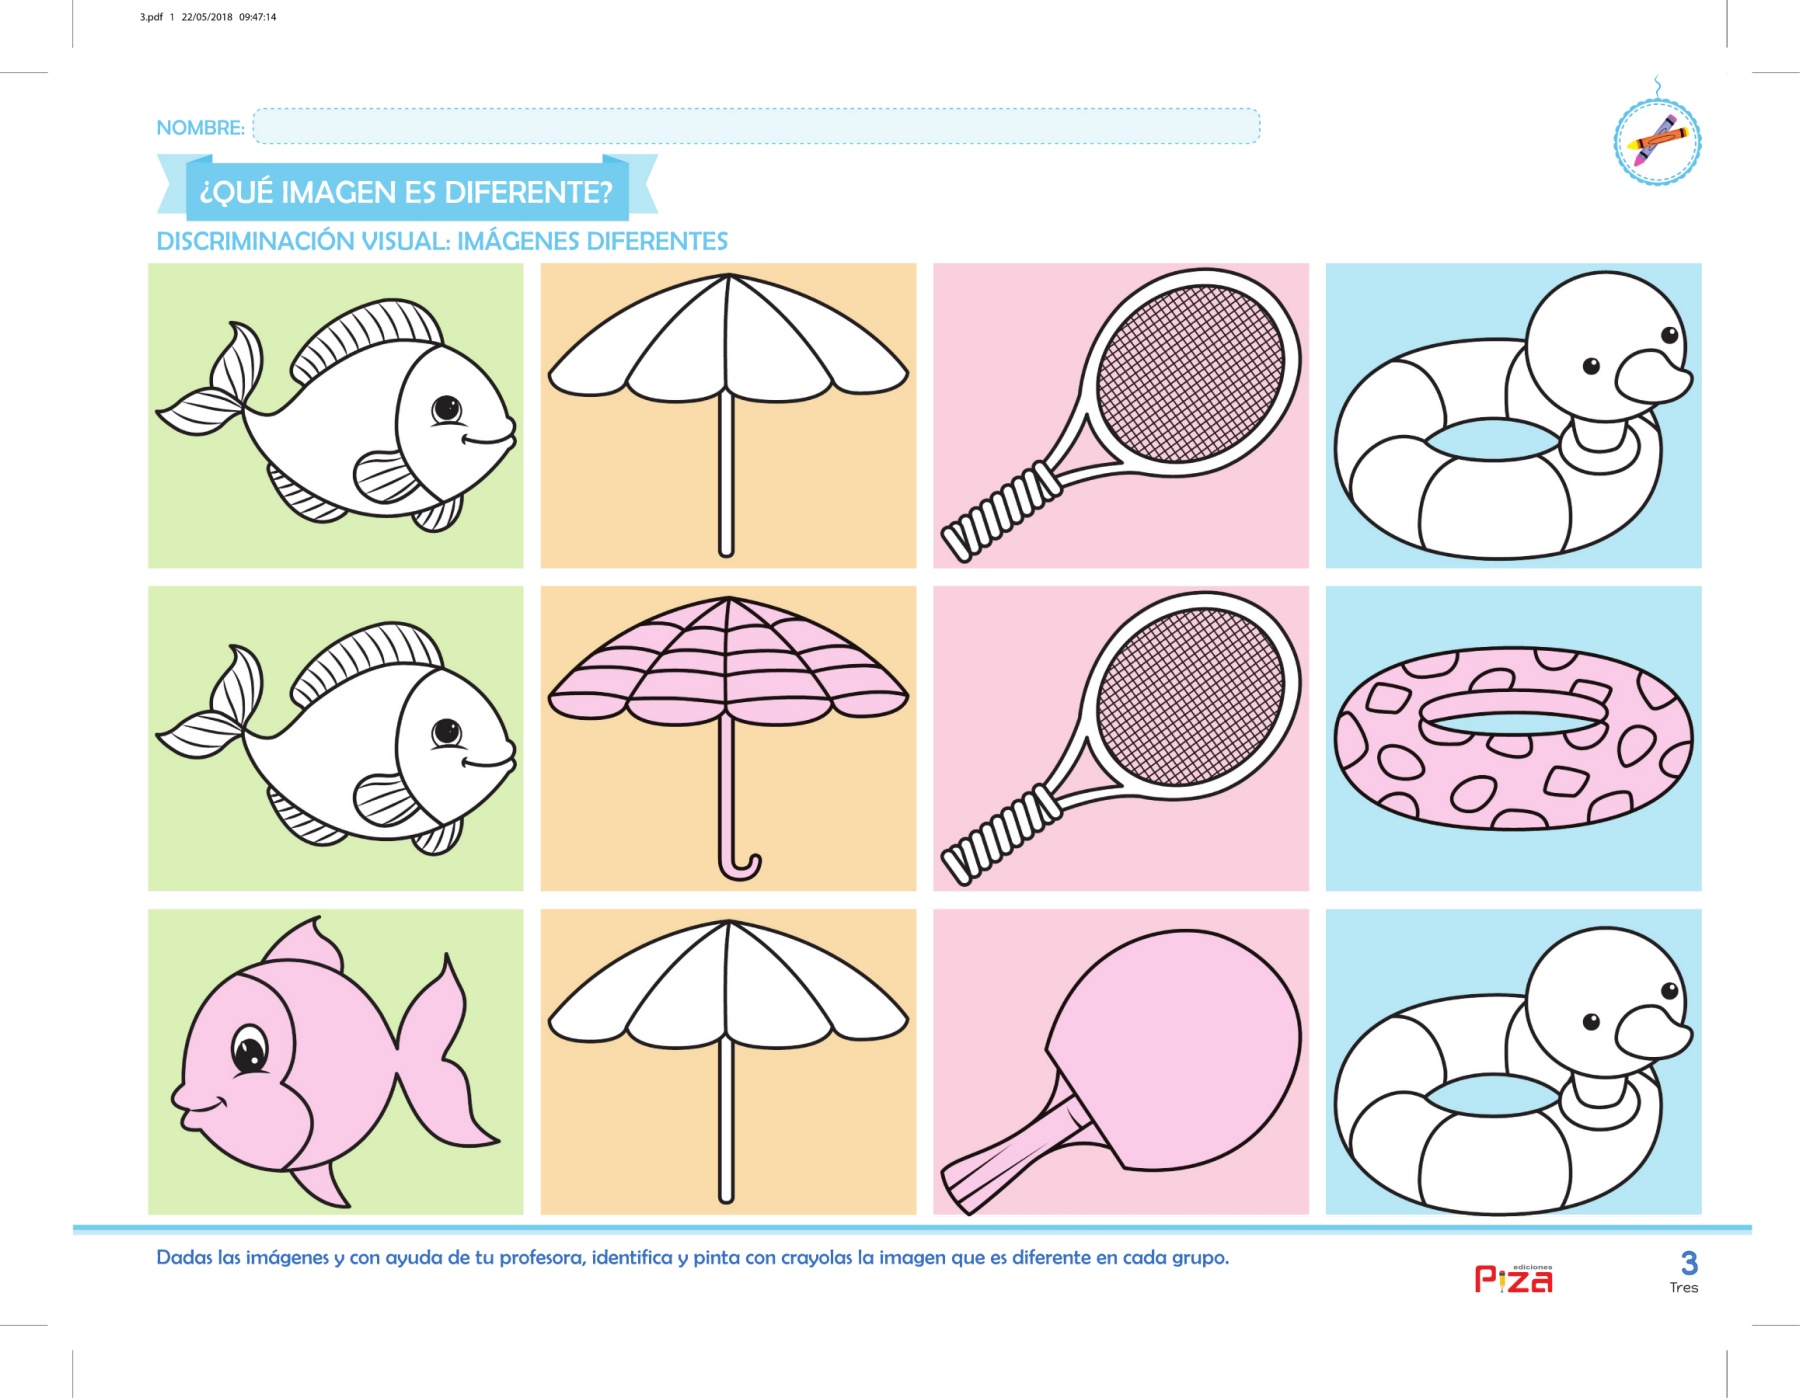 3.pdf 1 22/05/2018 09:47:14
NOMBRE:
¿QUÉ IMAGEN ES DIFERENTE?
DISCRIMINACIÓN VISUAL: IMÁGENES DIFERENTES
Dadas las imágenes y con ayuda de tu profesora, identifica y pinta con crayolas la imagen que es diferente en cada grupo.
ediciones
Piza
3
Tres